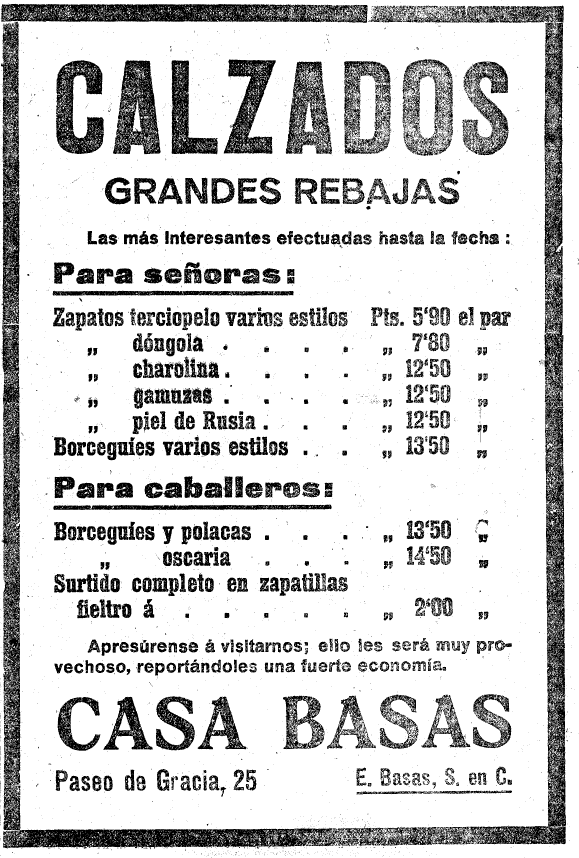 CALZADOS
GRANDES REBAJAS
Las más interesantes efectuadas hasta la fecha :
Para señoras:
Zapatos terciopelo varios estilos Pts. 5'90 el par
„ dóngola . . . . „ 7'80 „
„ charolina . . . . „ 12'50 „
„ gamuzas . . . . „ 12'50 „
„ piel de Rusia . . . „ 12'50 „
Borceguíes varios estilos . . „ 13'50 „
Para caballeros:
Borceguíes y polacas . . . „ 13'50 „
„ oscaria . . . „ 14'50 „
Surtido completo en zapatillas
fieltro á . . . . . „ 2'00 „
Apresúrense á visitarnos; ello les será muy pro-
vechoso, reportándoles una fuerte economía.
CASA BASAS
Paseo de Gracia, 25 E. Basas, S. en C.